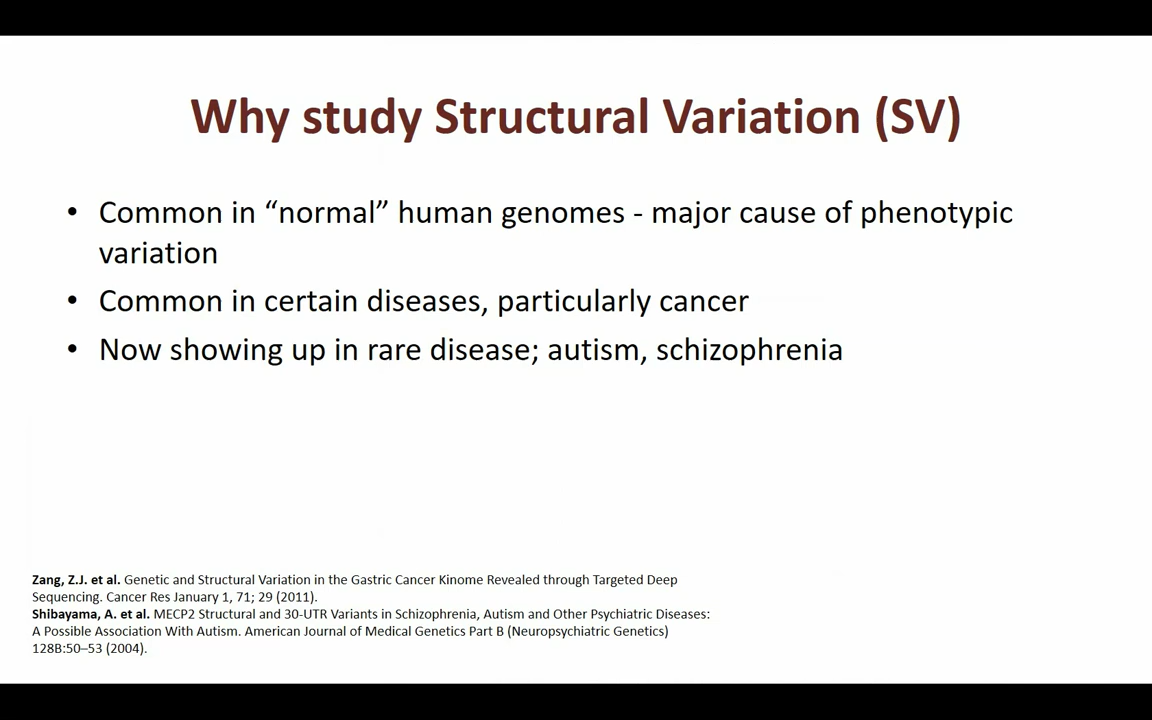 Why study Structural Variation (SV)
• Common in “normal” human genomes - major cause of phenotypic
variation
• Common in certain diseases, particularly cancer
• Now showing up in rare disease; autism, schizophrenia
Zang, Z.J. et al. Genetic and Structural Variation in the Gastric Cancer Kinome Revealed through Targeted Deep
Sequencing. Cancer Res January 1, 71; 29 (2011).
Shibayama, A. et al. MECP2 Structural and 30-UTR Variants in Schizophrenia, Autism and Other Psychiatric Diseases:
A Possible Association With Autism. American Journal of Medical Genetics Part B (Neuropsychiatric Genetics)
128B:50–53 (2004).